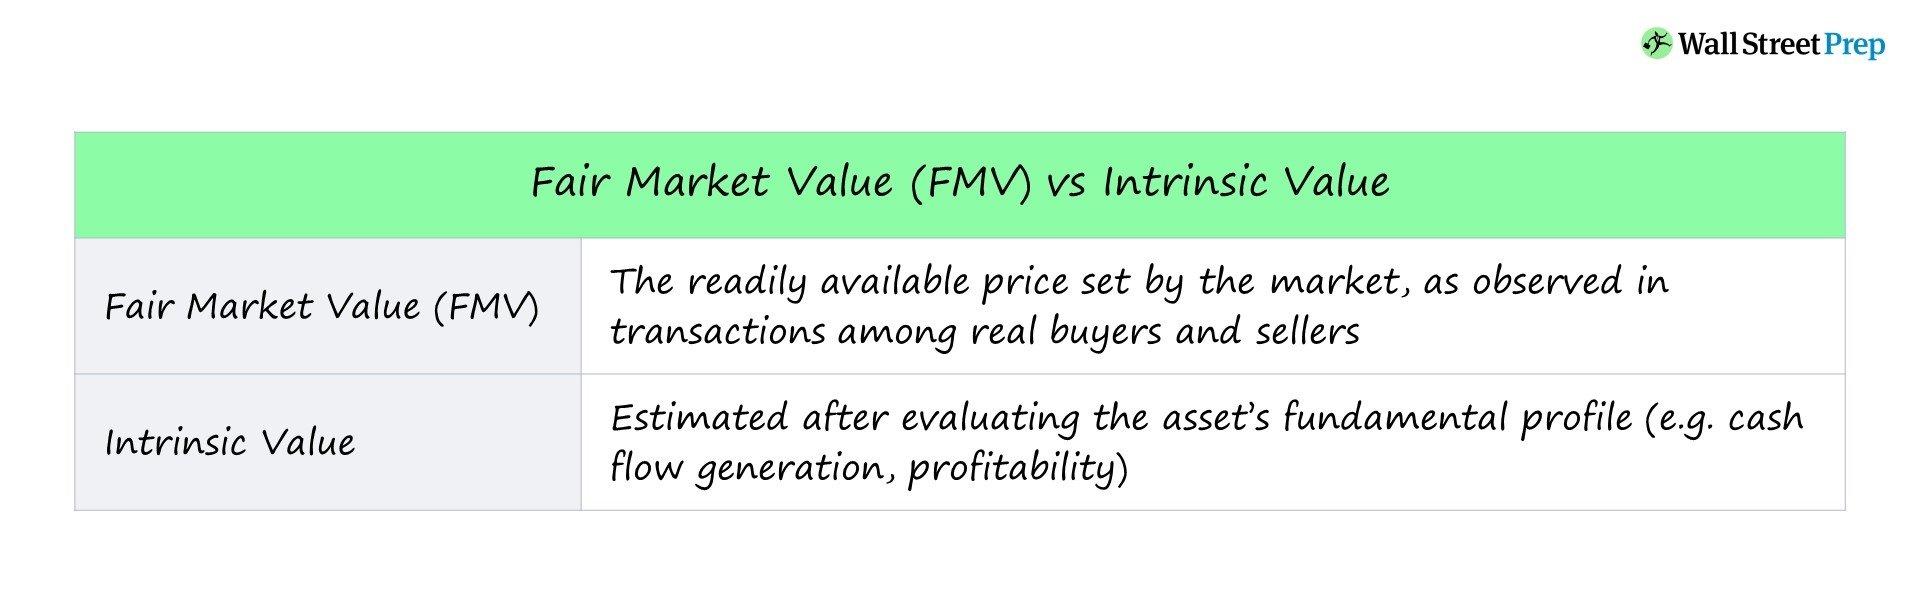 Wall Street Prep
Fair Market Value (FMV) vs Intrinsic Value
Fair Market Value (FMV)
The readily available price set by the market, as observed in
transactions among real buyers and sellers
Intrinsic Value
Estimated after evaluating the asset’s fundamental profile (e.g. cash
flow generation, profitability)